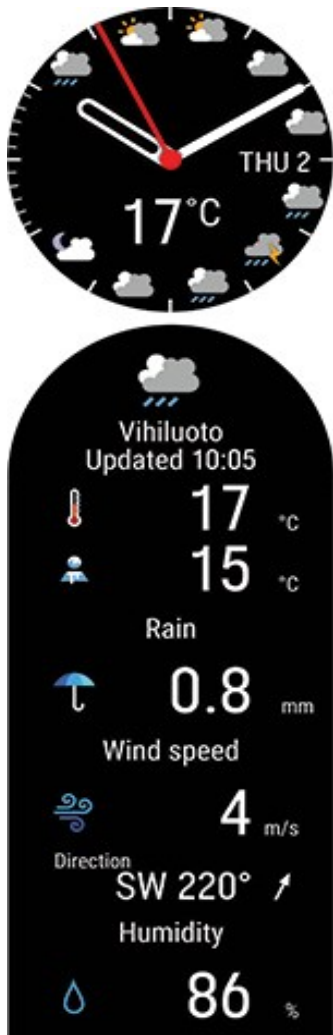 THU 2
17°C
Vihiluoto
Updated 10:05
17 °C
15 °C
Rain
0.8 mm
Wind speed
4 m/s
Direction
SW 220°
Humidity
86 %